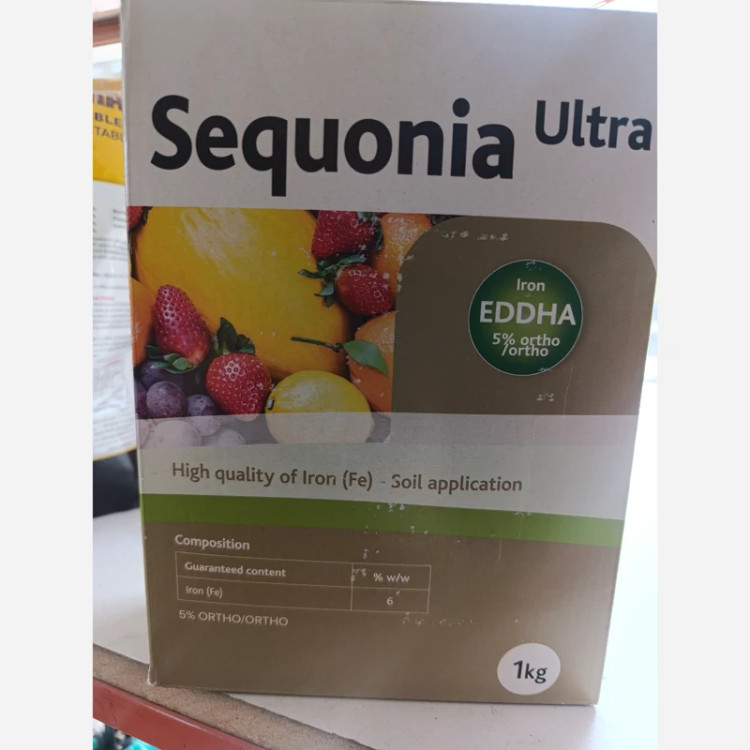 Sequonia Ultra
Iron
EDDHA
5% ortho
/ortho
High quality of Iron (Fe) - Soil application
Composition
Guaranteed content % w/w
Iron (Fe) 6
5% ORTHO/ORTHO
1kg